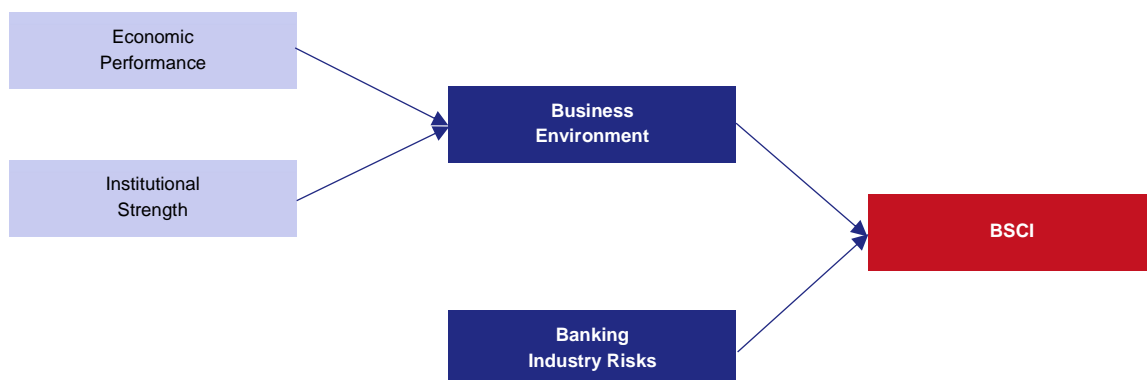 Economic
Performance
Business
Environment
Institutional
Strength
BSCI
Banking
Industry Risks